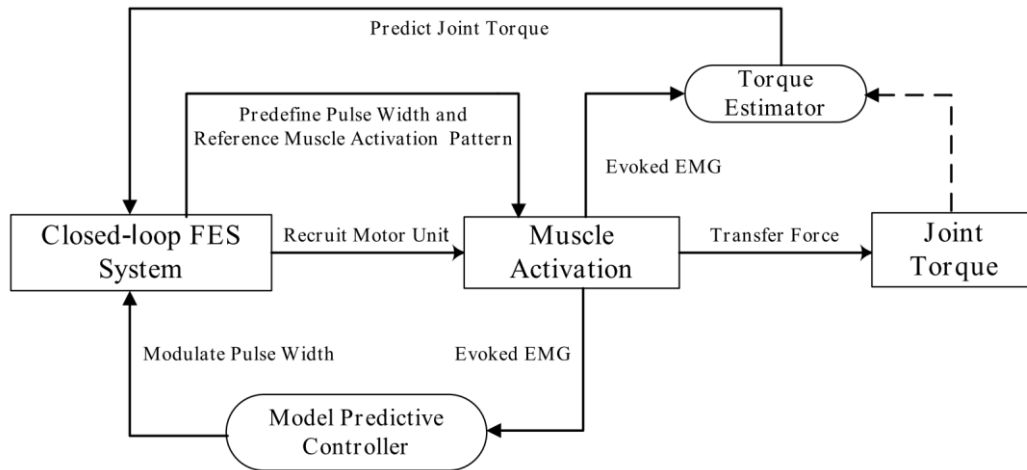 Predict Joint Torque
Torque
Estimator
Predefine Pulse Width and
Reference Muscle Activation Pattern
Evoked EMG
Closed-loop FES
System
Recruit Motor Unit
Muscle
Activation
Transfer Force
Joint
Torque
Modulate Pulse Width
Evoked EMG
Model Predictive
Controller